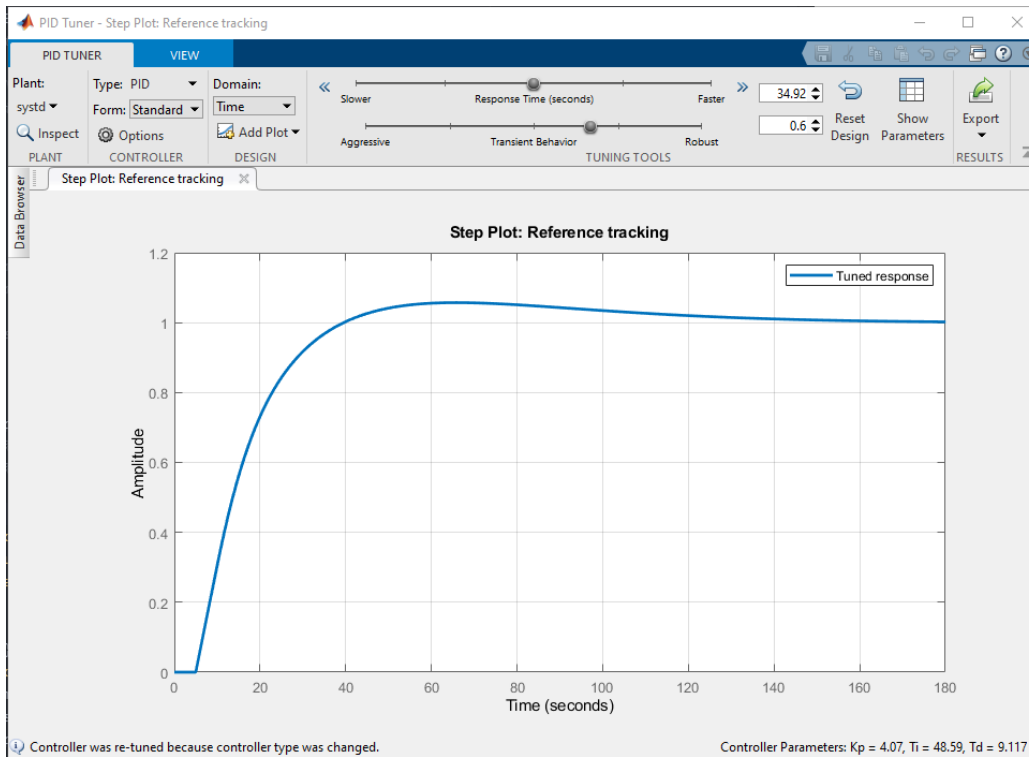 PID Tuner - Step Plot: Reference tracking
PID TUNER
VIEW
Plant:
systd
Inspect
PLANT
Type: PID
Form: Standard
Options
CONTROLLER
Domain:
Time
Add Plot
DESIGN
Slower
Response Time (seconds)
Faster
Aggressive
Transient Behavior
Robust
34.92
0.6
TUNING TOOLS
Reset
Design
Show
Parameters
Export
RESULTS
Data Browser
Step Plot: Reference tracking
Step Plot: Reference tracking
Tuned response
Amplitude
1.2
1
0.8
0.6
0.4
0.2
0
0 20 40 60 80 100 120 140 160 180
Time (seconds)
Controller was re-tuned because controller type was changed.
Controller Parameters: Kp = 4.07, Ti = 48.59, Td = 9.117